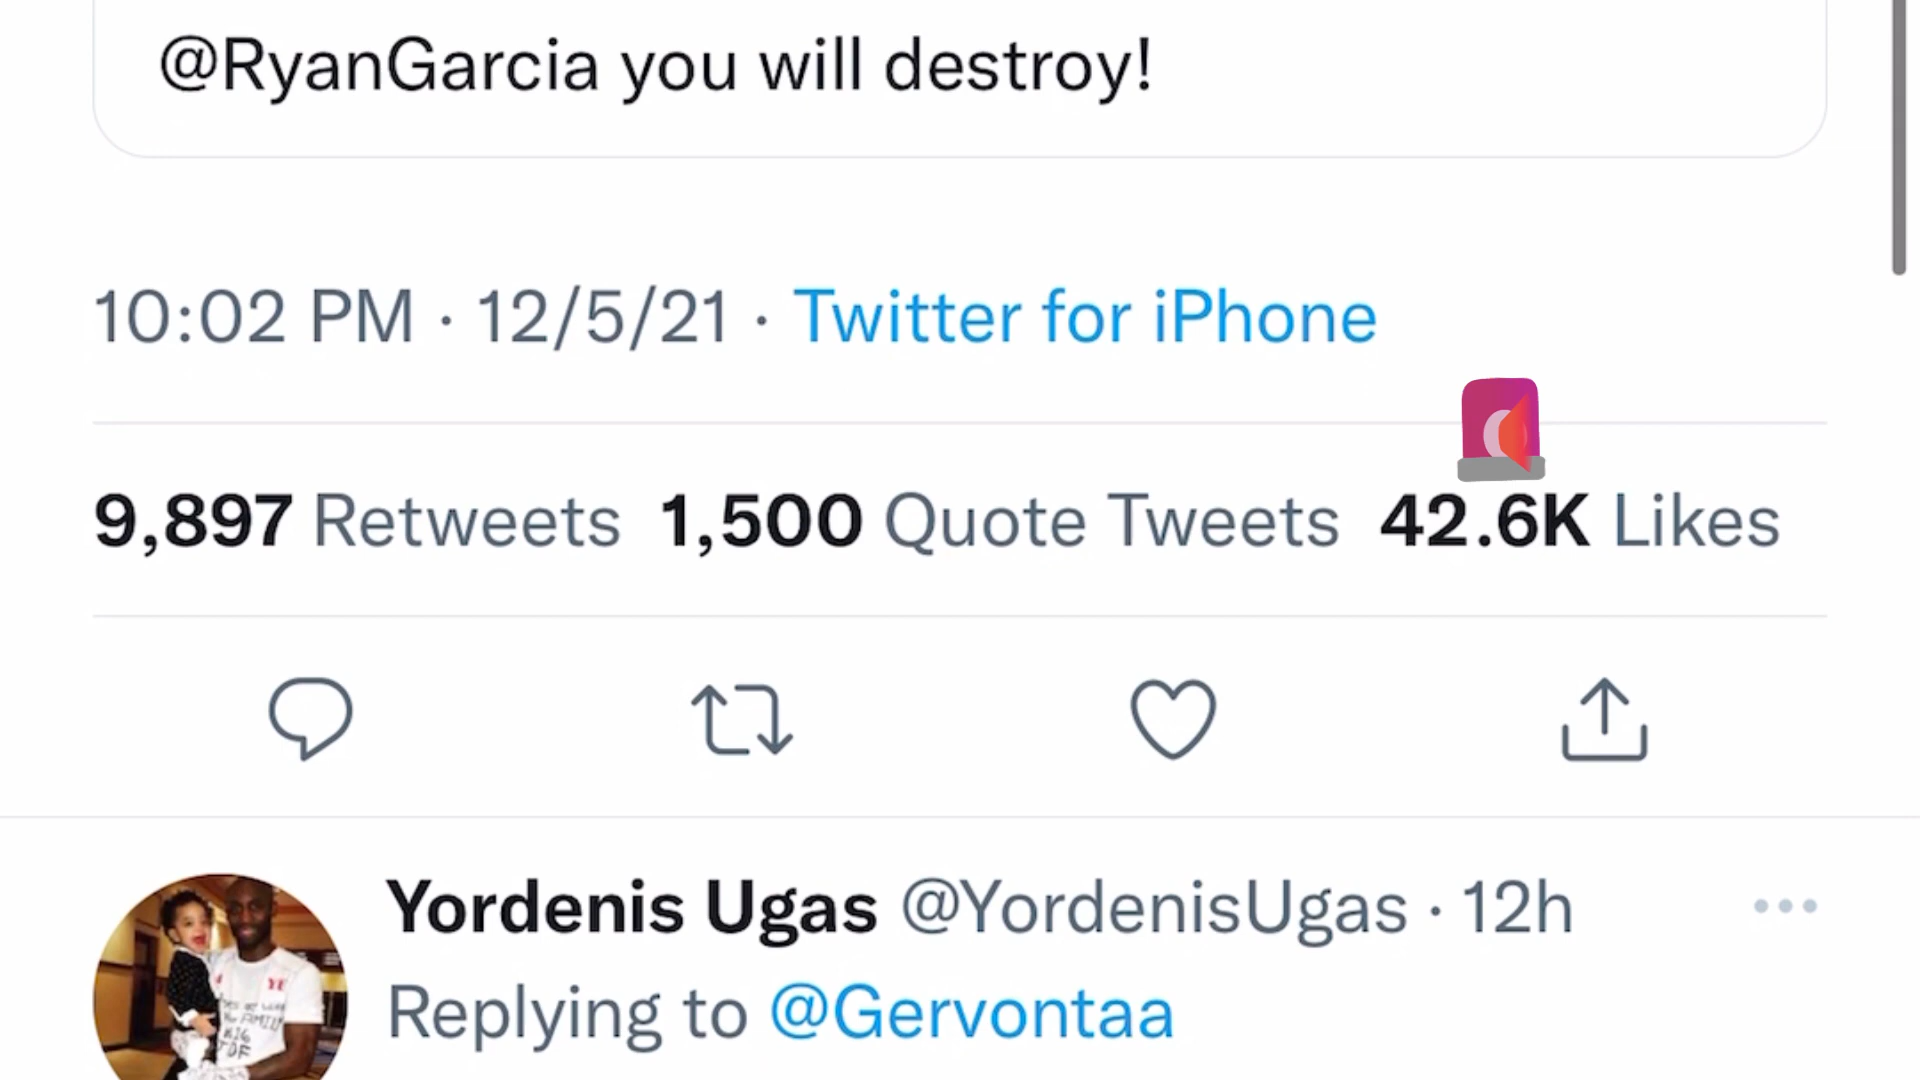 @RyanGarcia you will destroy!
10:02 PM · 12/5/21 · Twitter for iPhone
9,897 Retweets 1,500 Quote Tweets 42.6K Likes
Yordenis Ugas @YordenisUgas · 12h
Replying to @Gervontaa